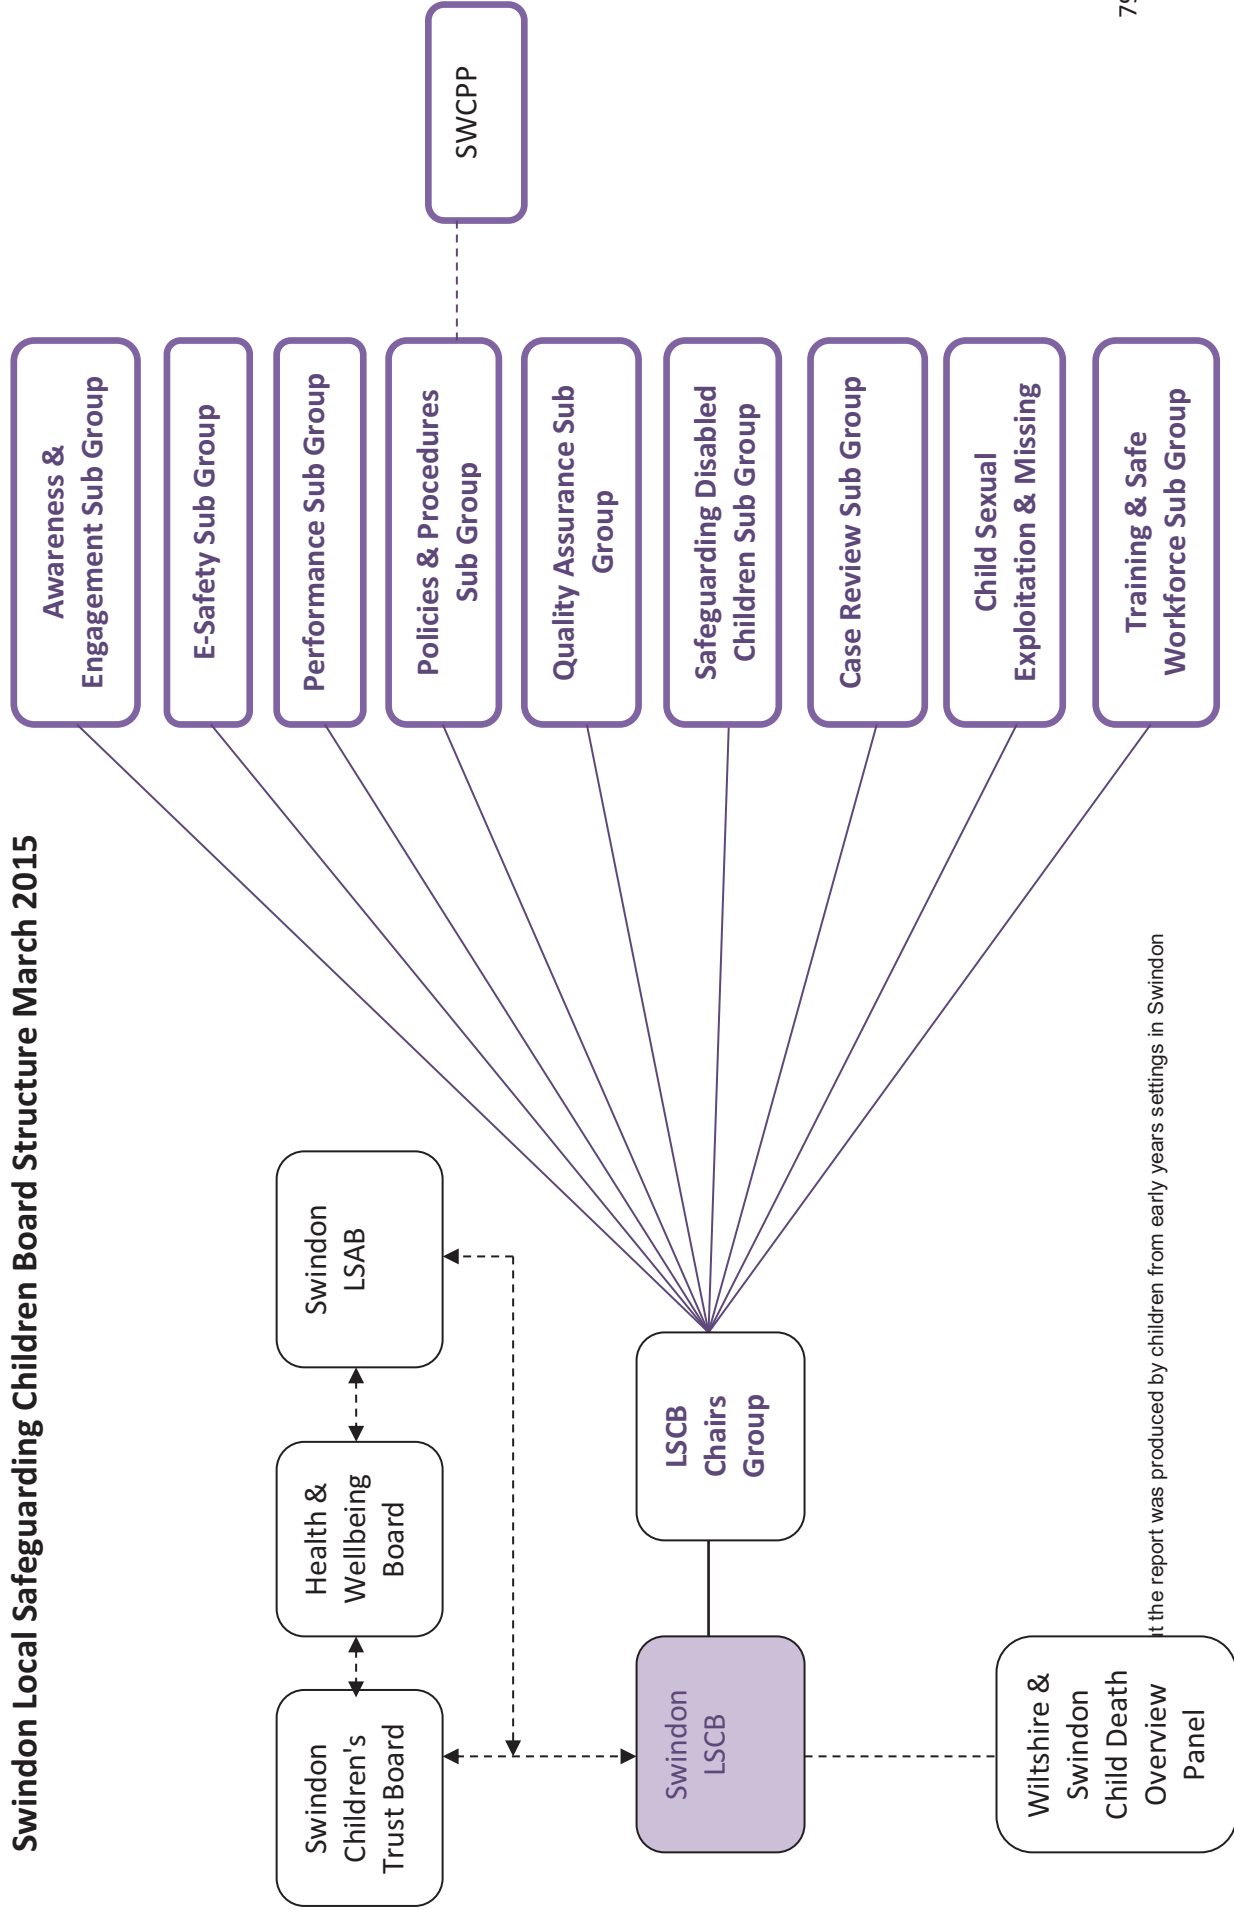 Swindon Local Safeguarding Children Board Structure March 2015
Swindon
Children's
Trust Board
Health &
Wellbeing
Board
Swindon
LSAB
Swindon
LSCB
LSCB
Chairs
Group
Wiltshire &
Swindon
Child Death
Overview
Panel
Awareness &
Engagement Sub Group
E-Safety Sub Group
Performance Sub Group
Policies & Procedures
Sub Group
Quality Assurance Sub
Group
Safeguarding Disabled
Children Sub Group
Case Review Sub Group
Child Sexual
Exploitation & Missing
Training & Safe
Workforce Sub Group
SWCPP
the report was produced by children from early years settings in Swindon